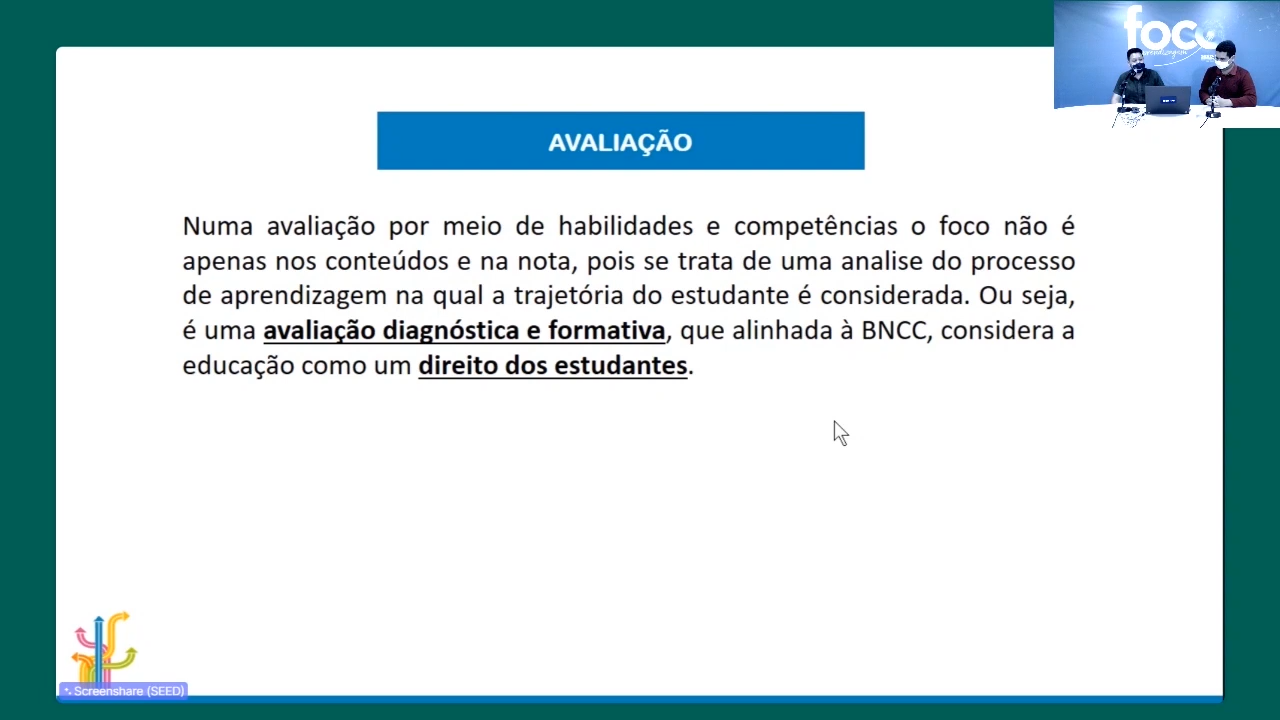 foco
AVALIAÇÃO
Numa avaliação por meio de habilidades e competências o foco não é
apenas nos conteúdos e na nota, pois se trata de uma analise do processo
de aprendizagem na qual a trajetória do estudante é considerada. Ou seja,
é uma avaliação diagnóstica e formativa, que alinhada à BNCC, considera a
educação como um direito dos estudantes.
Screenshare (SEED)